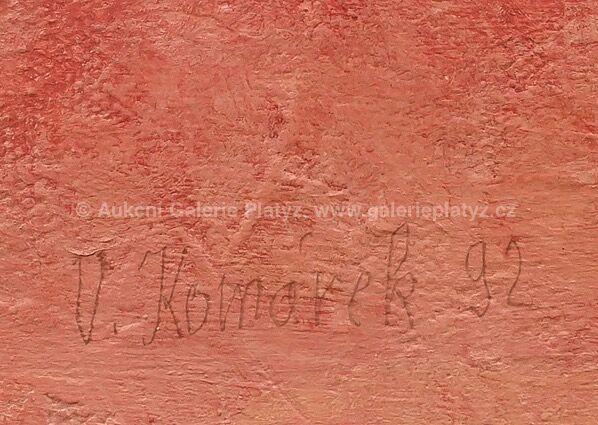 © Aukční Galerie Platýz, www.galerieplatyz.cz
V. Komárek 92